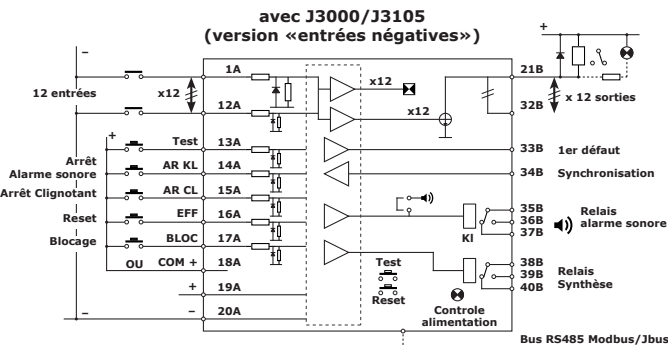 avec J3000/J3105
(version «entrées négatives»)
+
–
1A
21B
12 entrées
x12
x12
12A
x12
32B
x 12 sorties
+
Test
13A
33B
1er défaut
Arrêt
Alarme sonore
AR KL
14A
34B
Synchronisation
Arrêt Clignotant
AR CL
15A
Reset
EFF
16A
35B
36B
37B
Relais
alarme sonore
KI
Blocage
BLOC
17A
OU
COM +
18A
Test
Reset
38B
39B
40B
Relais
Synthèse
+
19A
Controle
alimentation
–
–
20A
Bus RS485 Modbus/Jbus